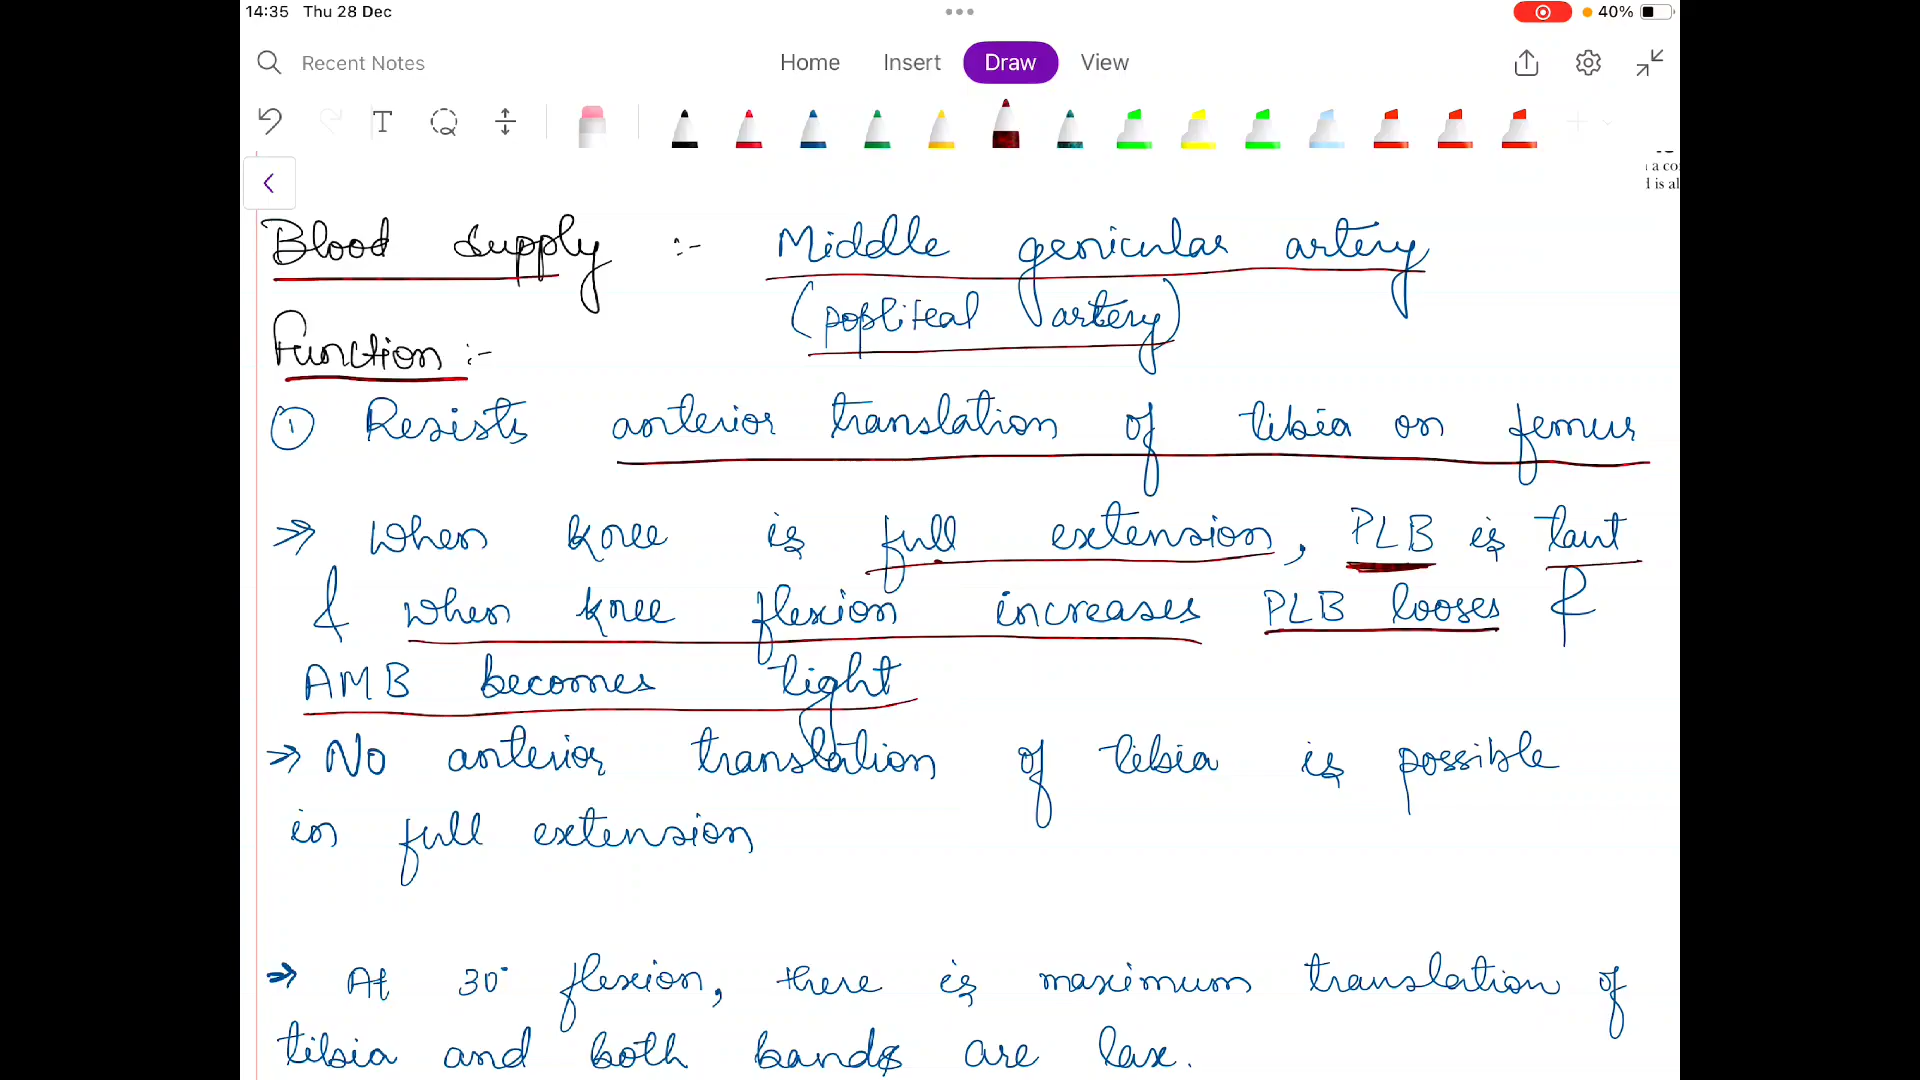 14:35 Thu 28 Dec
40%
Recent Notes
Home Insert Draw View
a co
d is al
Blood supply :- Middle genicular artery
(popliteal artery)
Function :-
① Resists anterior translation of tibia on femur
→> When knee is full extension, PLB is taut
& when knee flexion increases PLB looses &
AMB becomes tight
→> No anterior translation of tibia is possible
in full extension
→> At 30° flexion, there is maximum translation of
tibia and both bands are lax.